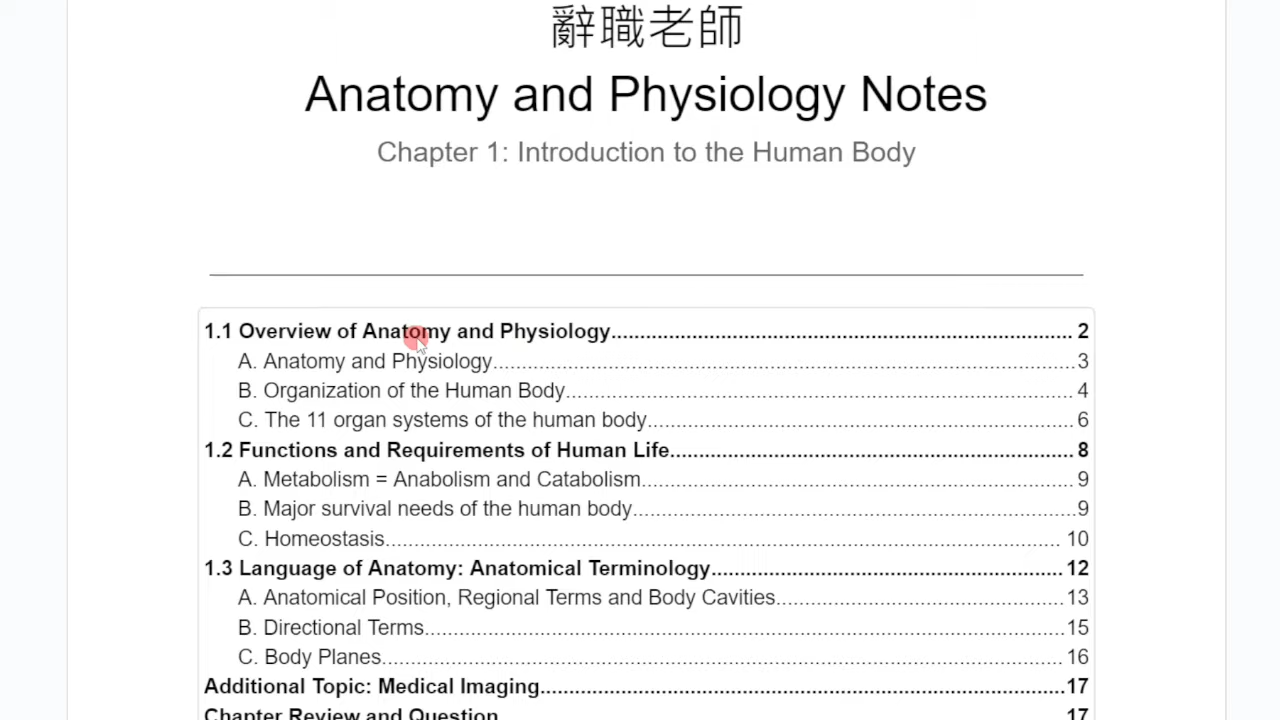 辭職老師
Anatomy and Physiology Notes
Chapter 1: Introduction to the Human Body
1.1 Overview of Anatomy and Physiology........ 2
A. Anatomy and Physiology........ 3
B. Organization of the Human Body........ 4
C. The 11 organ systems of the human body........ 6
1.2 Functions and Requirements of Human Life........ 8
A. Metabolism = Anabolism and Catabolism........ 9
B. Major survival needs of the human body........ 9
C. Homeostasis........ 10
1.3 Language of Anatomy: Anatomical Terminology........ 12
A. Anatomical Position, Regional Terms and Body Cavities........ 13
B. Directional Terms........ 15
C. Body Planes........ 16
Additional Topic: Medical Imaging........ 17
Chapter Review and Question........ 17